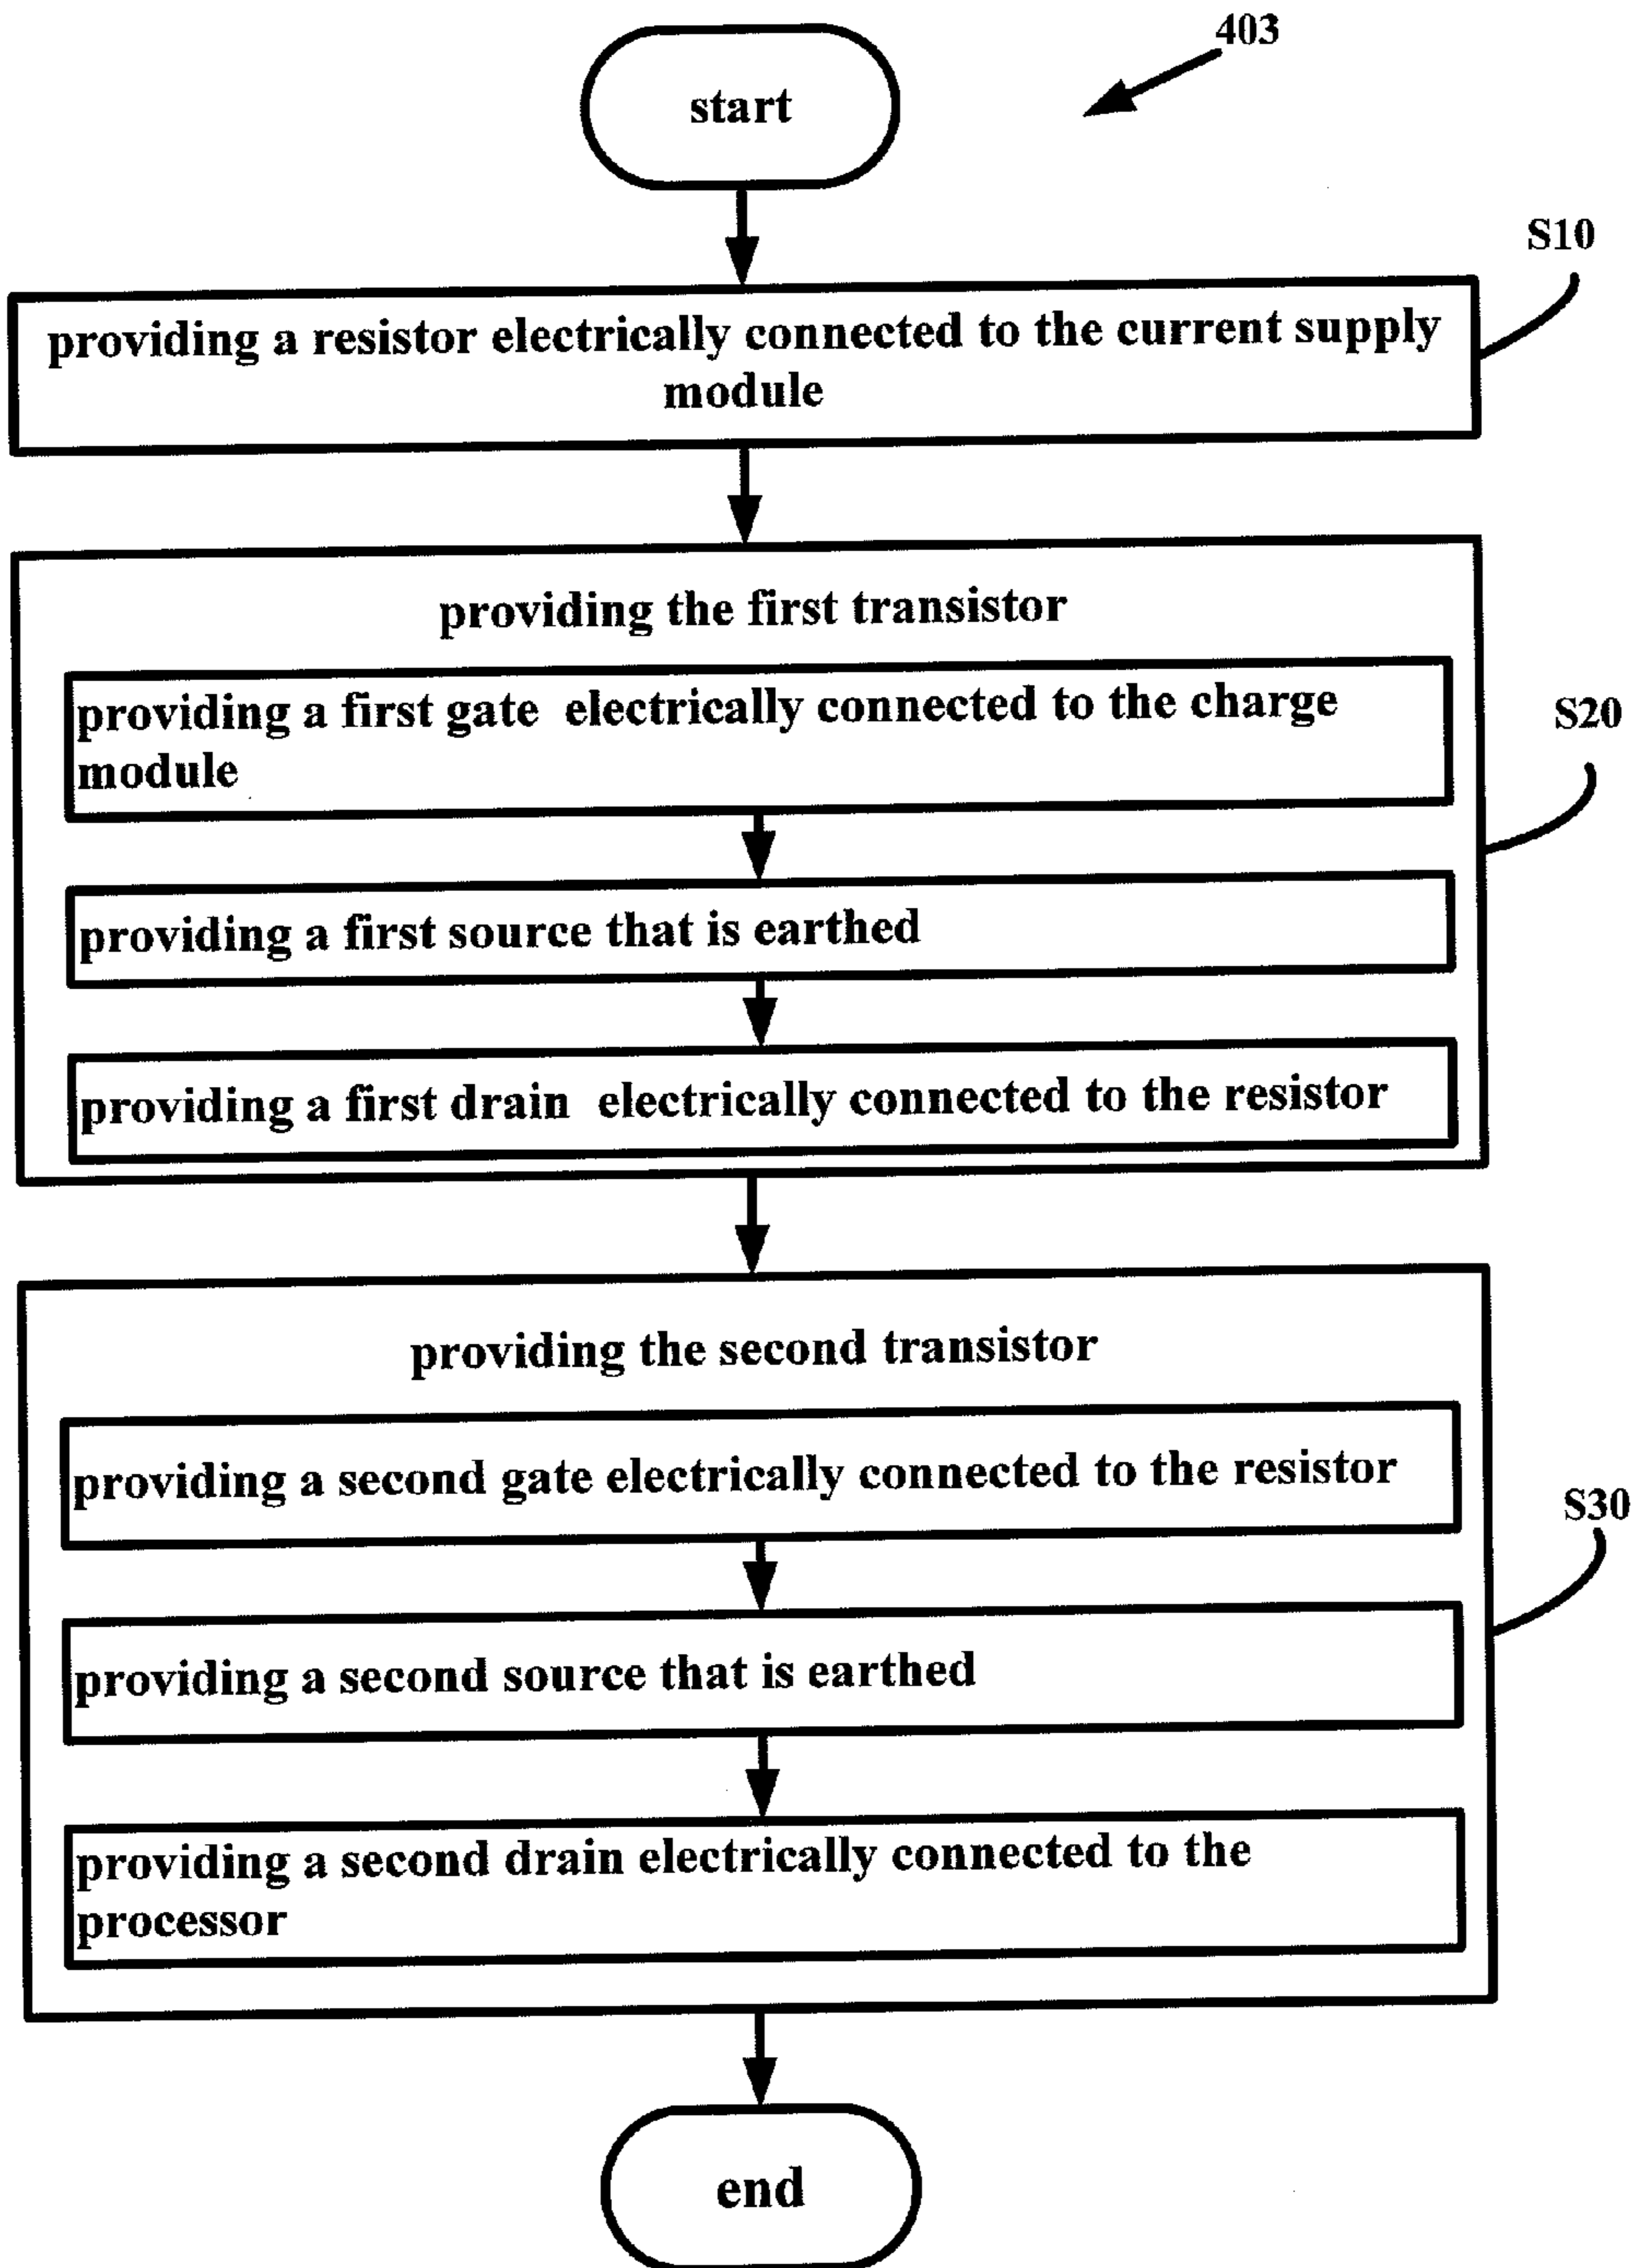 403
start
S10
providing a resistor electrically connected to the current supply
module
providing the first transistor
providing a first gate electrically connected to the charge
module
S20
providing a first source that is earthed
providing a first drain electrically connected to the resistor
providing the second transistor
providing a second gate electrically connected to the resistor
S30
providing a second source that is earthed
providing a second drain electrically connected to the
processor
end